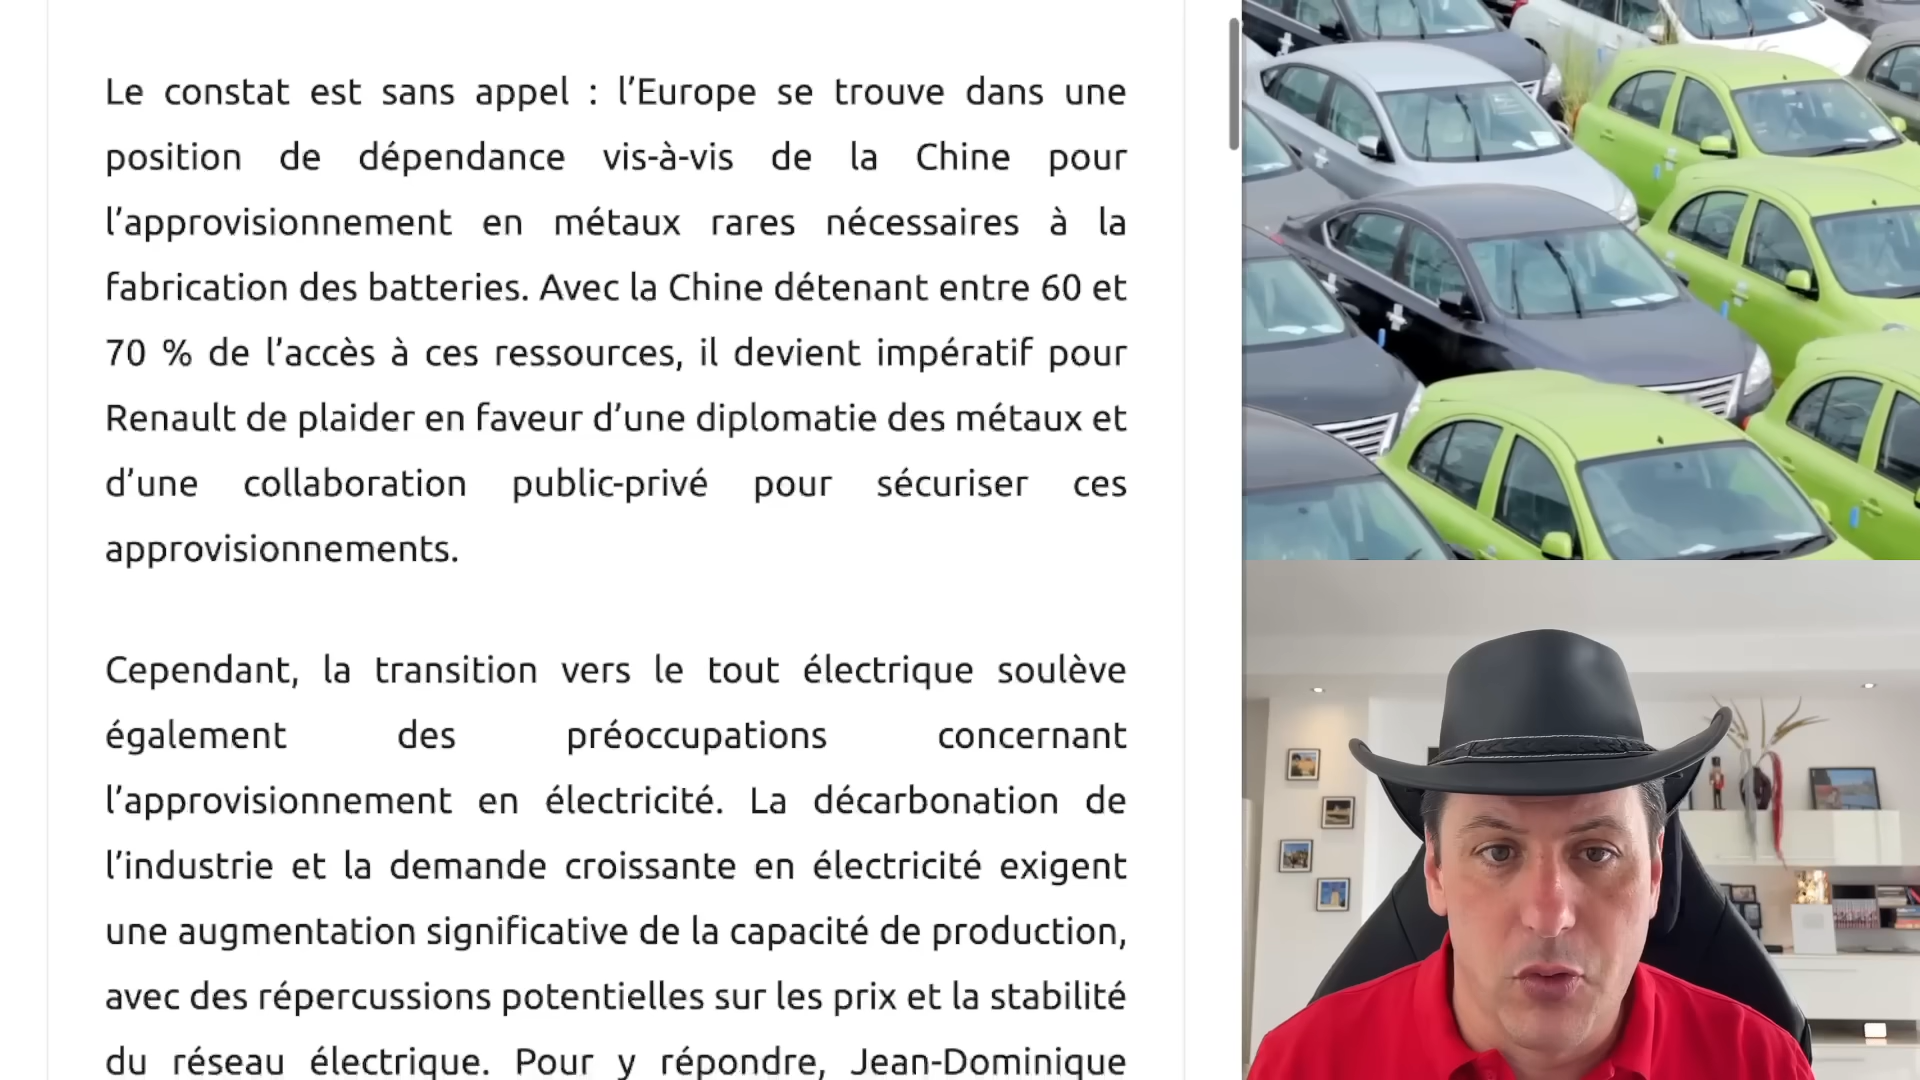 Le constat est sans appel : l’Europe se trouve dans une
position de dépendance vis-à-vis de la Chine pour
l’approvisionnement en métaux rares nécessaires à la
fabrication des batteries. Avec la Chine détenant entre 60 et
70 % de l’accès à ces ressources, il devient impératif pour
Renault de plaider en faveur d’une diplomatie des métaux et
d’une collaboration public-privé pour sécuriser ces
approvisionnements.
Cependant, la transition vers le tout électrique soulève
également des préoccupations concernant
l’approvisionnement en électricité. La décarbonation de
l’industrie et la demande croissante en électricité exigent
une augmentation significative de la capacité de production,
avec des répercussions potentielles sur les prix et la stabilité
du réseau électrique. Pour y répondre, Jean-Dominique